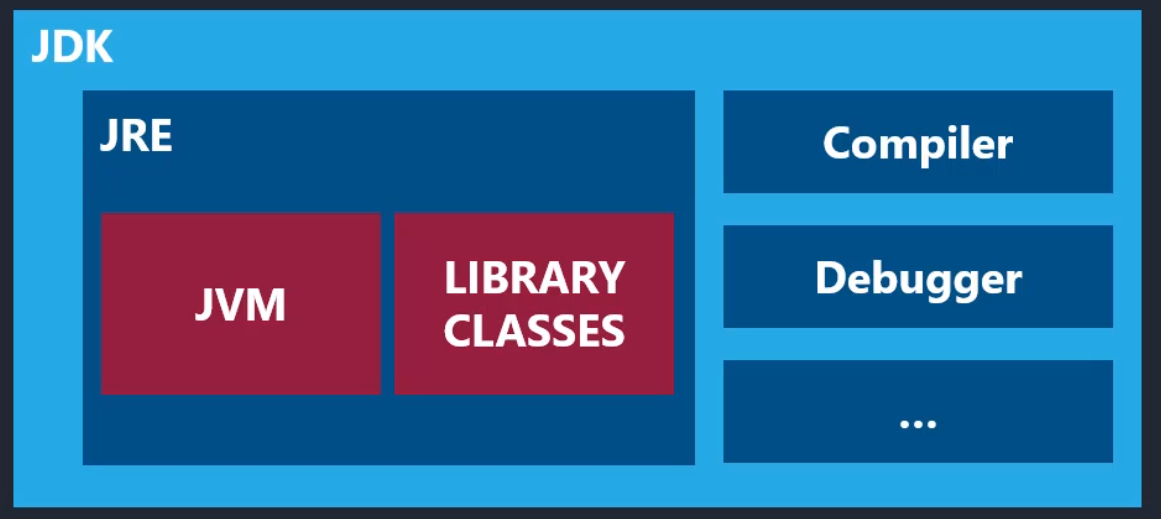 JDK
JRE
JVM
LIBRARY
CLASSES
Compiler
Debugger
...